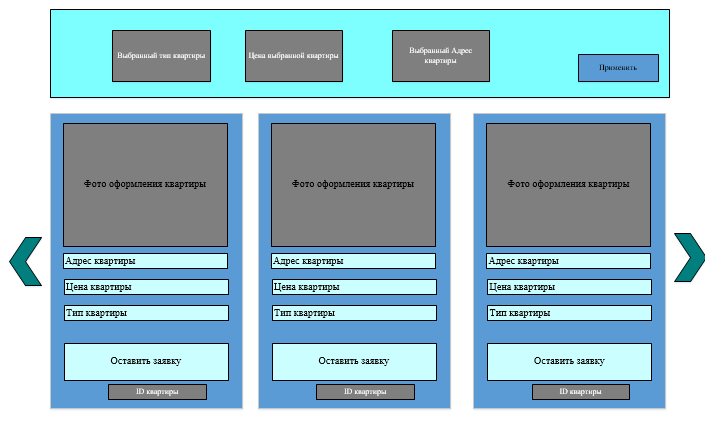 Выбранный тип квартиры
Цена выбранной квартиры
Выбранный Адрес
квартиры
Применить
Фото оформления квартиры
Адрес квартиры
Цена квартиры
Тип квартиры
Оставить заявку
ID квартиры
Фото оформления квартиры
Адрес квартиры
Цена квартиры
Тип квартиры
Оставить заявку
ID квартиры
Фото оформления квартиры
Адрес квартиры
Цена квартиры
Тип квартиры
Оставить заявку
ID квартиры